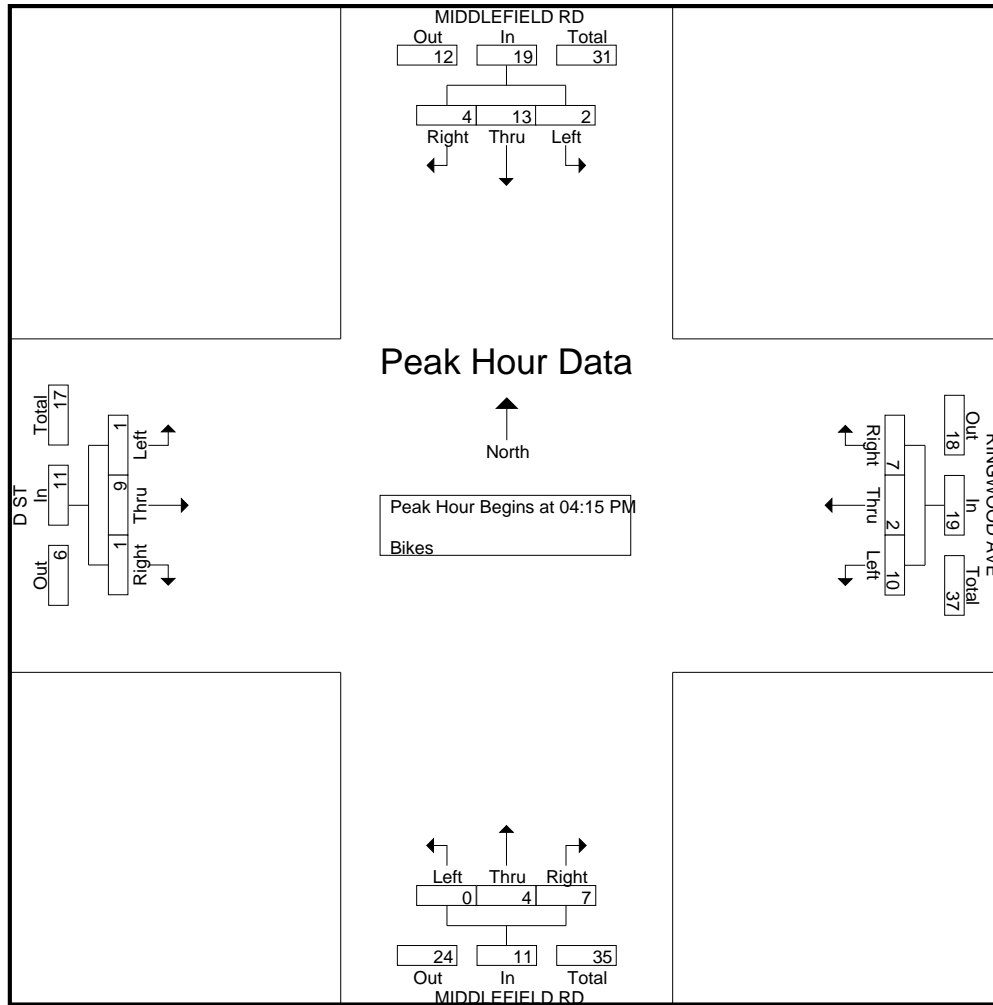 MIDDLEFIELD RD
Out In Total
12 19 31
4 13 2
Right Thru Left
Peak Hour Data
North
Peak Hour Begins at 04:15 PM
Bikes
D ST
Out In Total
6 11 17
Left Thru Right
1 9 1
RINGWOOD AVE
Out In Total
18 19 37
Right Thru Left
7 2 10
Left Thru Right
0 4 7
24 11 35
Out In Total
MIDDLEFIELD RD